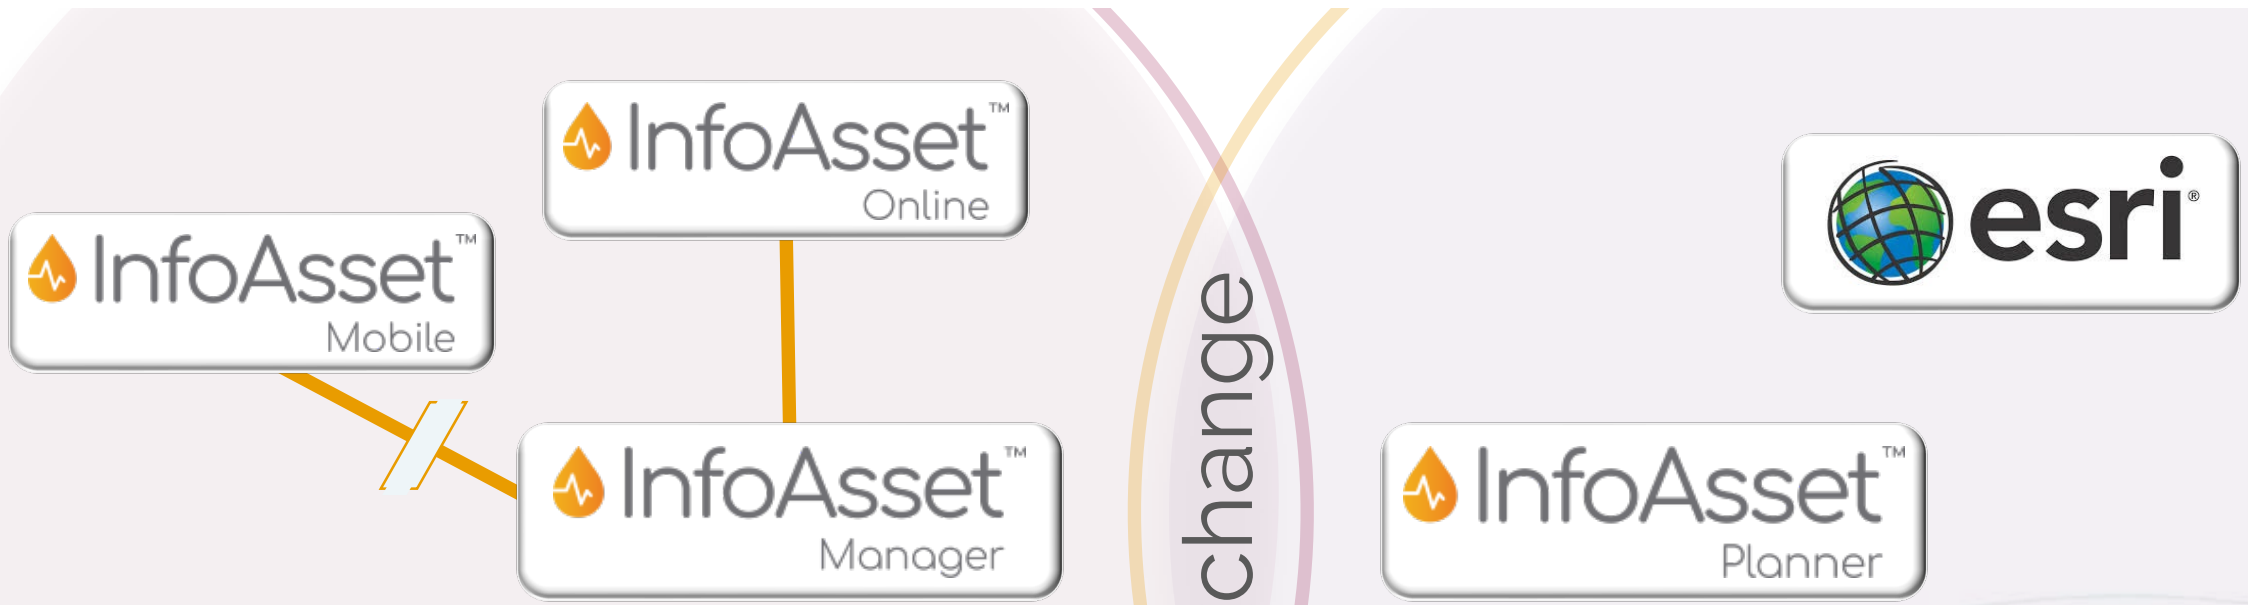 InfoAsset™
Online
InfoAsset™
Mobile
InfoAsset™
Manager
change
esri®
InfoAsset™
Planner